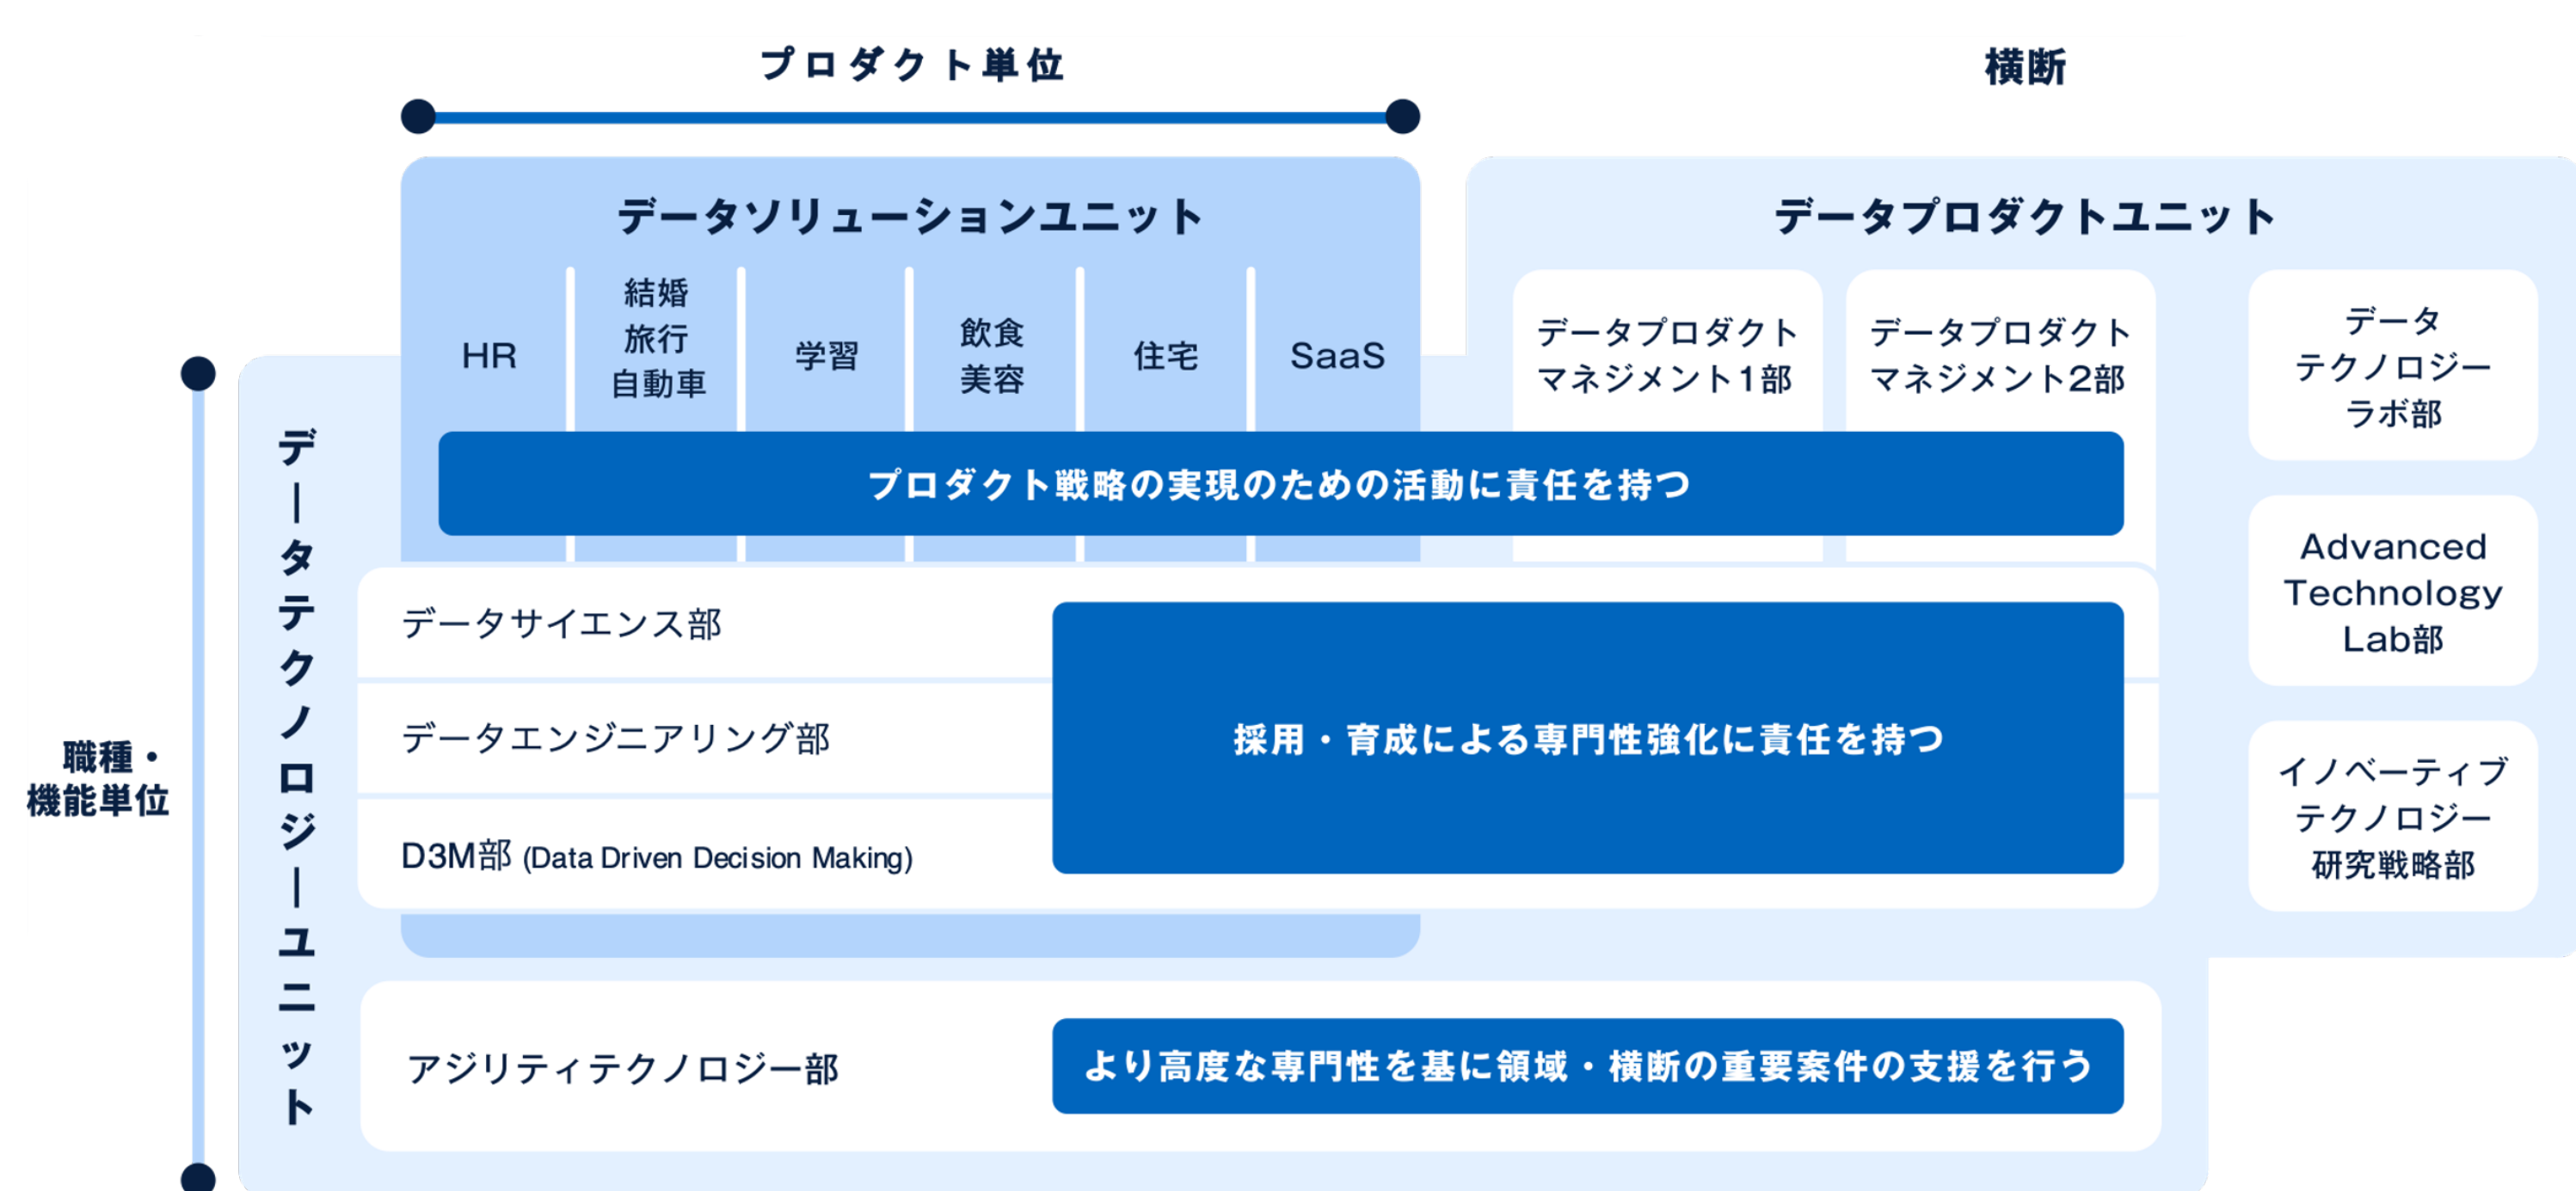 プロダクト単位
横断
データソリューションユニット
HR
結婚
旅行
自動車
学習
飲食
美容
住宅
SaaS
データプロダクトユニット
データプロダクト
マネジメント1部
データプロダクト
マネジメント2部
データ
テクノロジー
ラボ部
Advanced
Technology
Lab部
イノベーティブ
テクノロジー
研究戦略部
プロダクト戦略の実現のための活動に責任を持つ
職種・
機能単位
データテクノロジーユニット
データサイエンス部
データエンジニアリング部
D3M部 (Data Driven Decision Making)
採用・育成による専門性強化に責任を持つ
アジリティテクノロジー部
より高度な専門性を基に領域・横断の重要案件の支援を行う